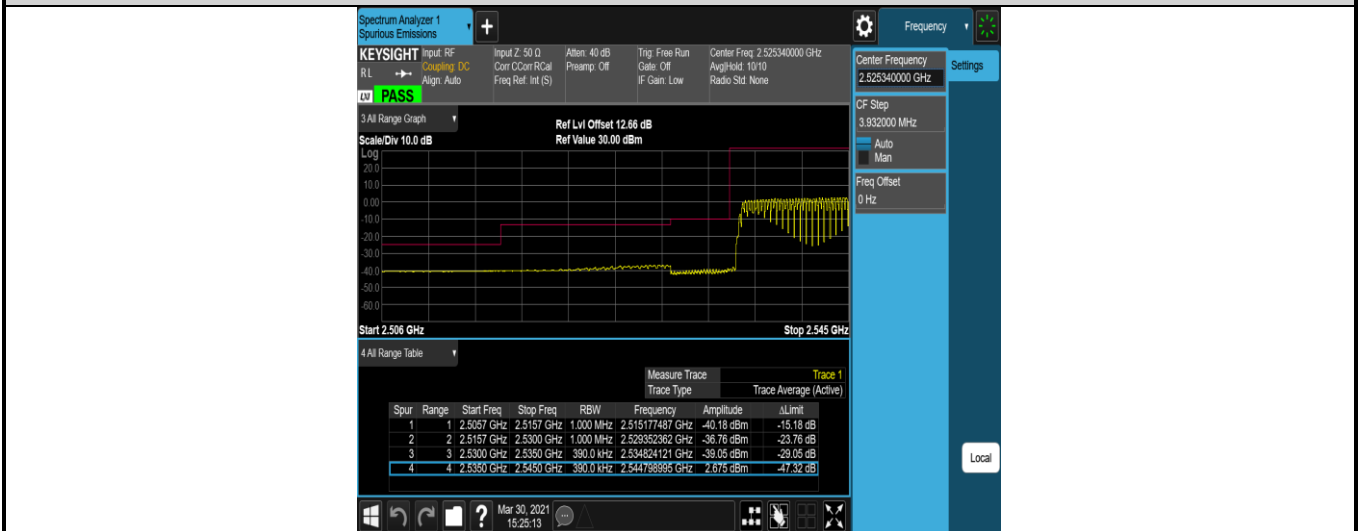 Spectrum Analyzer 1
Spurious Emissions
+
Frequency
KEYSIGHT Input: RF Input Z: 50 Ω Atten: 40 dB Trig: Free Run Center Freq: 2.525340000 GHz
RL Coupling: DC Corr CCorr RCal Preamp: Off Gate: Off Avg|Hold: 10/10
Align: Auto Freq Ref: Int (S) IF Gain: Low Radio Std: None
LXI PASS
Center Frequency
2.525340000 GHz
Settings
CF Step
3.932000 MHz
Auto
Man
Freq Offset
0 Hz
3 All Range Graph
Ref Lvl Offset 12.66 dB
Scale/Div 10.0 dB Ref Value 30.00 dBm
Log
20.0
10.0
0.00
-10.0
-20.0
-30.0
-40.0
-50.0
-60.0
Start 2.506 GHz Stop 2.545 GHz
4 All Range Table
Measure Trace Trace 1
Trace Type Trace Average (Active)
Spur Range Start Freq Stop Freq RBW Frequency Amplitude ΔLimit
1 1 2.5057 GHz 2.5157 GHz 1.000 MHz 2.515177487 GHz -40.18 dBm -15.18 dB
2 2 2.5157 GHz 2.5300 GHz 1.000 MHz 2.529352362 GHz -36.76 dBm -23.76 dB
3 3 2.5300 GHz 2.5350 GHz 390.0 kHz 2.534824121 GHz -39.05 dBm -29.05 dB
4 4 2.5350 GHz 2.5450 GHz 390.0 kHz 2.544798995 GHz 2.675 dBm -47.32 dB
Local
? Mar 30, 2021
15:25:13